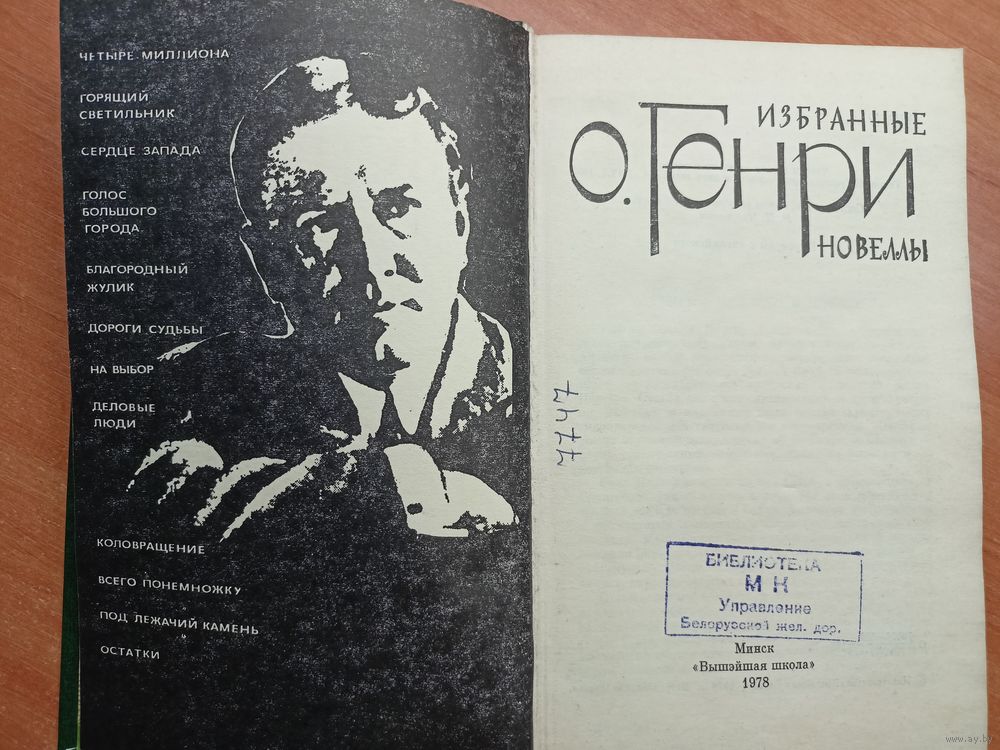 ЧЕТЫРЕ МИЛЛИОНА
ГОРЯЩИЙ
СВЕТИЛЬНИК
СЕРДЦЕ ЗАПАДА
ГОЛОС
БОЛЬШОГО
ГОРОДА
БЛАГОРОДНЫЙ
ЖУЛИК
ДОРОГИ СУДЬБЫ
НА ВЫБОР
ДЕЛОВЫЕ
ЛЮДИ
КОЛОВРАЩЕНИЕ
ВСЕГО ПОНЕМНОЖКУ
ПОД ЛЕЖАЧИЙ КАМЕНЬ
ОСТАТКИ
ИЗБРАННЫЕ
О. ГЕНРИ
НОВЕЛЛЫ
7747
БИБЛИОТЕКА
М К
Управление
Белорусской жел. дор.
Минск
«Вышэйшая школа»
1978
www.ay.by